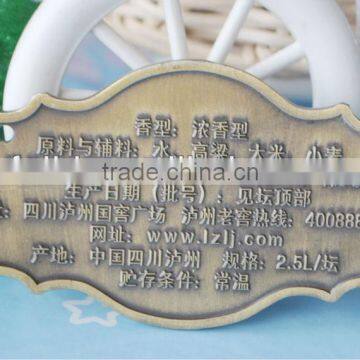 香型：浓香型
原料与辅料：水、高粱、大米、小麦
生产日期（批号）：见坛顶部
四川泸州国窖广场 泸州老窖热线：400888
网址：www.lzlj.com
产地：中国四川泸州 规格：2.5L/坛
贮存条件：常温